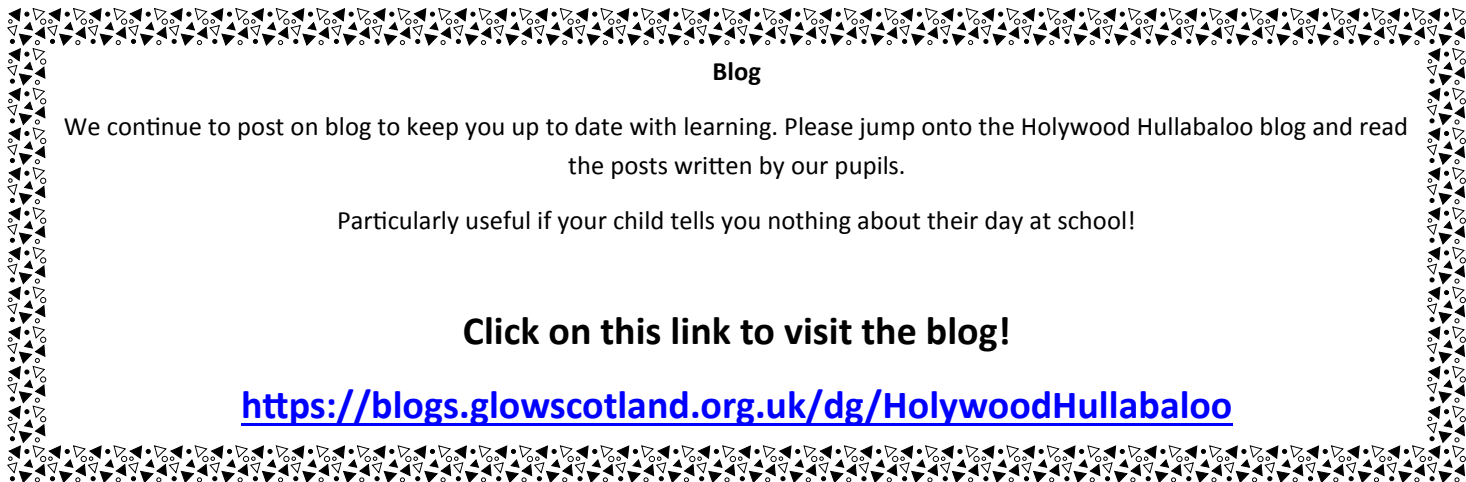 Blog
We continue to post on blog to keep you up to date with learning. Please jump onto the Holywood Hullabaloo blog and read
the posts written by our pupils.
Particularly useful if your child tells you nothing about their day at school!
Click on this link to visit the blog!
https://blogs.glowscotland.org.uk/dg/HolywoodHullabaloo